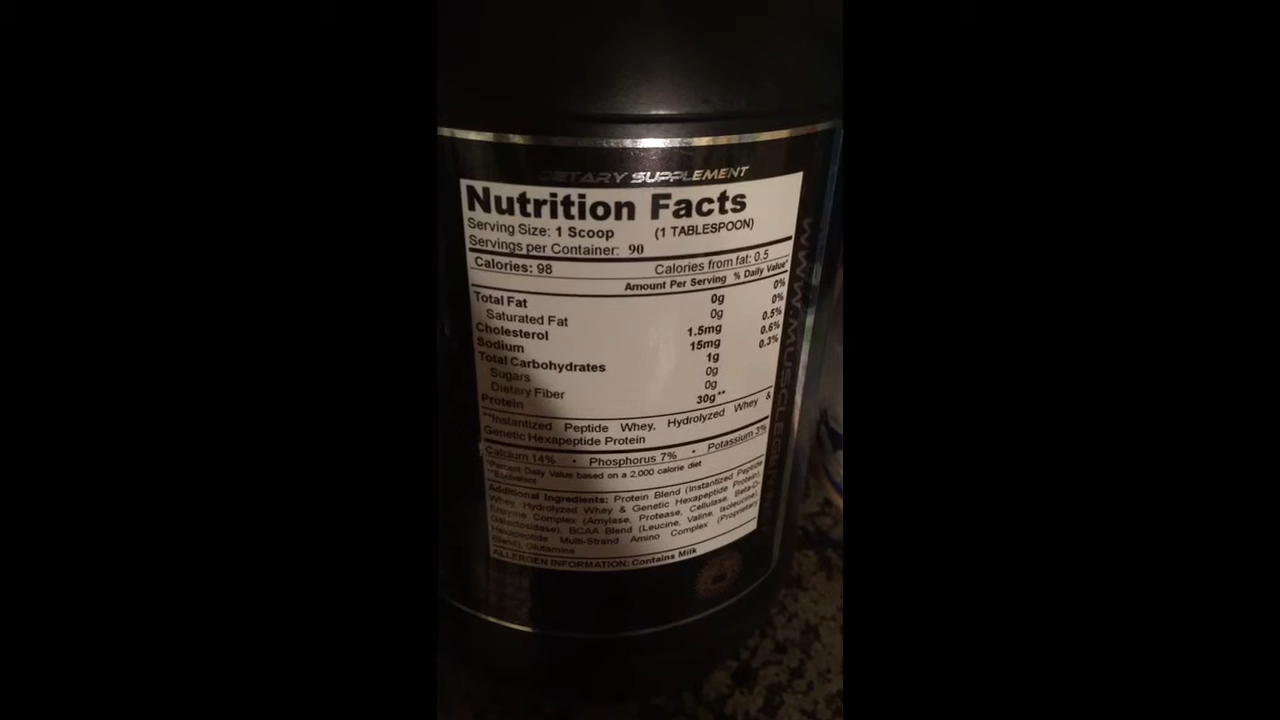 DIETARY SUPPLEMENT
Nutrition Facts
Serving Size: 1 Scoop (1 TABLESPOON)
Servings per Container: 90
Calories: 98 Calories from fat: 0.5
Amount Per Serving % Daily Value*
Total Fat 0g 0%
Saturated Fat 0g 0%
Cholesterol 1.5mg 0.5%
Sodium 15mg 0.6%
Total Carbohydrates 1g 0.3%
Sugars 0g
Dietary Fiber 0g
Protein 30g**
**Instantized Peptide Whey, Hydrolyzed Whey &
Genetic Hexapeptide Protein
Calcium 14% • Phosphorus 7% • Potassium 3%
*Percent Daily Value based on a 2,000 calorie diet
**Equivalent
Additional Ingredients: Protein Blend (Instantized Peptide
Whey, Hydrolyzed Whey & Genetic Hexapeptide Protein),
Enzyme Complex (Amylase, Protease, Cellulase, Beta-D-
Galactosidase), BCAA Blend (Leucine, Valine, Isoleucine),
Hexapeptide Multi-Strand Amino Complex (Proprietary
Blend), Glutamine
ALLERGEN INFORMATION: Contains Milk